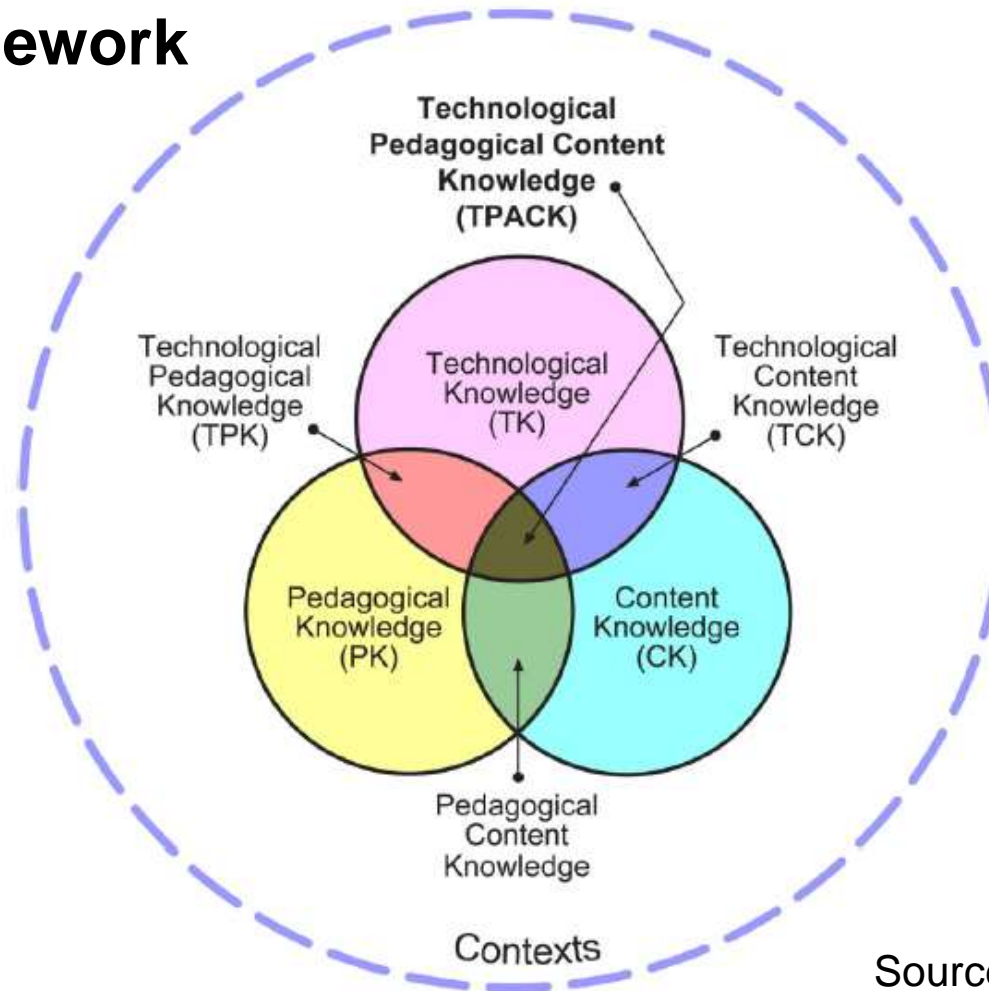 ework
Technological
Pedagogical Content
Knowledge
(TPACK)
Technological
Pedagogical
Knowledge
(TPK)
Technological
Knowledge
(TK)
Technological
Content
Knowledge
(TCK)
Pedagogical
Knowledge
(PK)
Content
Knowledge
(CK)
Pedagogical
Content
Knowledge
Contexts
Source